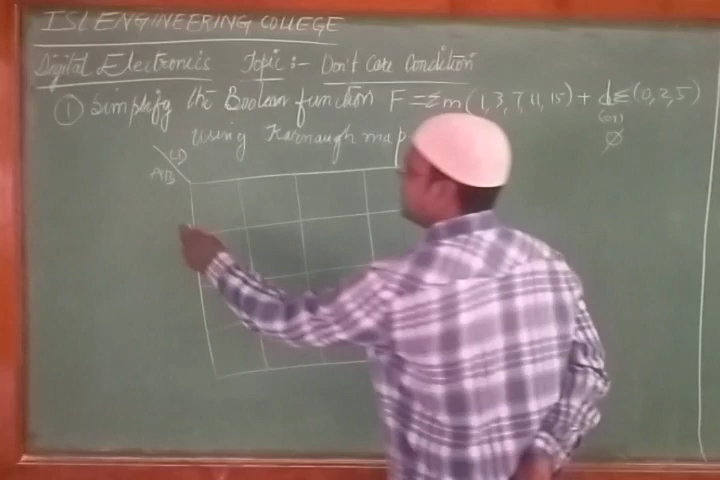 ISL ENGINEERING COLLEGE
Digital Electronics Topic:- Don't Care Condition
① Simplify the Boolean function F = Σm(1,3,7,11,15) + dΣ(0,2,5)
(or)
using Karnaugh map
Ø
CD
AB